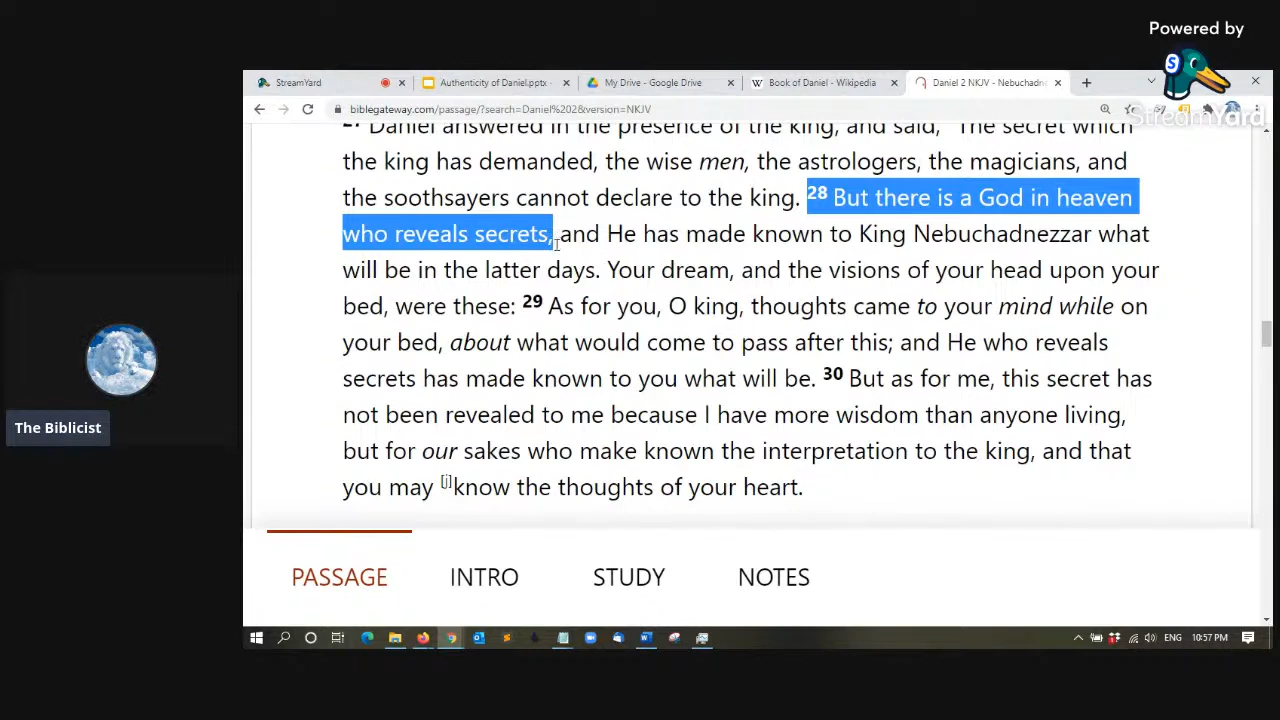 Powered by
S
StreamYard
StreamYard
Authenticity of Daniel.pptx -
My Drive - Google Drive
Book of Daniel - Wikipedia
Daniel 2 NKJV - Nebuchadn
biblegateway.com/passage/?search=Daniel%202&version=NKJV
27 Daniel answered in the presence of the king, and said, "The secret which
the king has demanded, the wise men, the astrologers, the magicians, and
the soothsayers cannot declare to the king. 28 But there is a God in heaven
who reveals secrets, and He has made known to King Nebuchadnezzar what
will be in the latter days. Your dream, and the visions of your head upon your
bed, were these: 29 As for you, O king, thoughts came to your mind while on
your bed, about what would come to pass after this; and He who reveals
secrets has made known to you what will be. 30 But as for me, this secret has
not been revealed to me because I have more wisdom than anyone living,
but for our sakes who make known the interpretation to the king, and that
you may [j]know the thoughts of your heart.
The Biblicist
PASSAGE
INTRO
STUDY
NOTES
ENG
10:57 PM